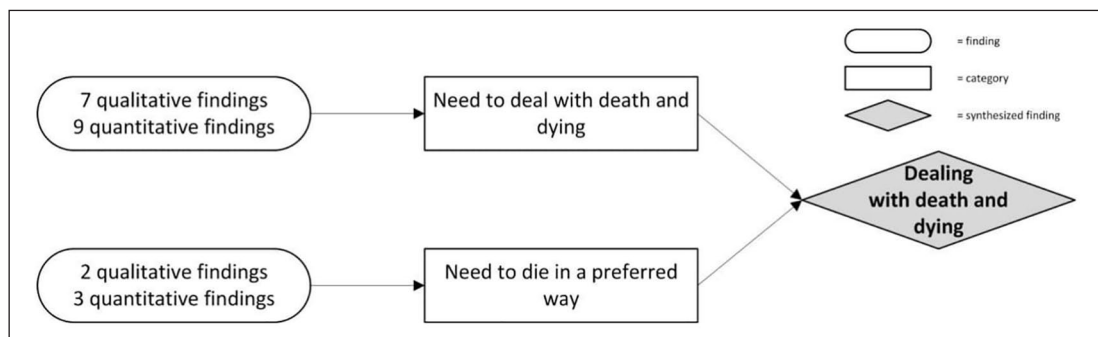 7 qualitative findings
9 quantitative findings
Need to deal with death and
dying
= finding
= category
= synthesized finding
Dealing
with death and
dying
2 qualitative findings
3 quantitative findings
Need to die in a preferred
way